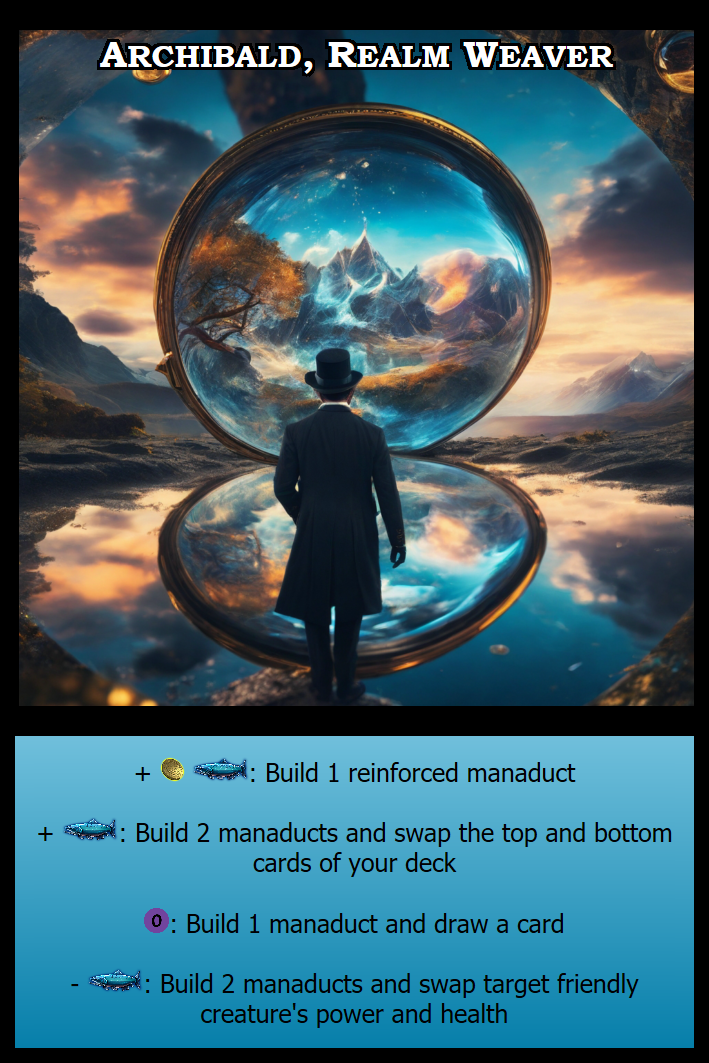 Archibald, Realm Weaver
+ : Build 1 reinforced manaduct
+ : Build 2 manaducts and swap the top and bottom
cards of your deck
0: Build 1 manaduct and draw a card
- : Build 2 manaducts and swap target friendly
creature's power and health